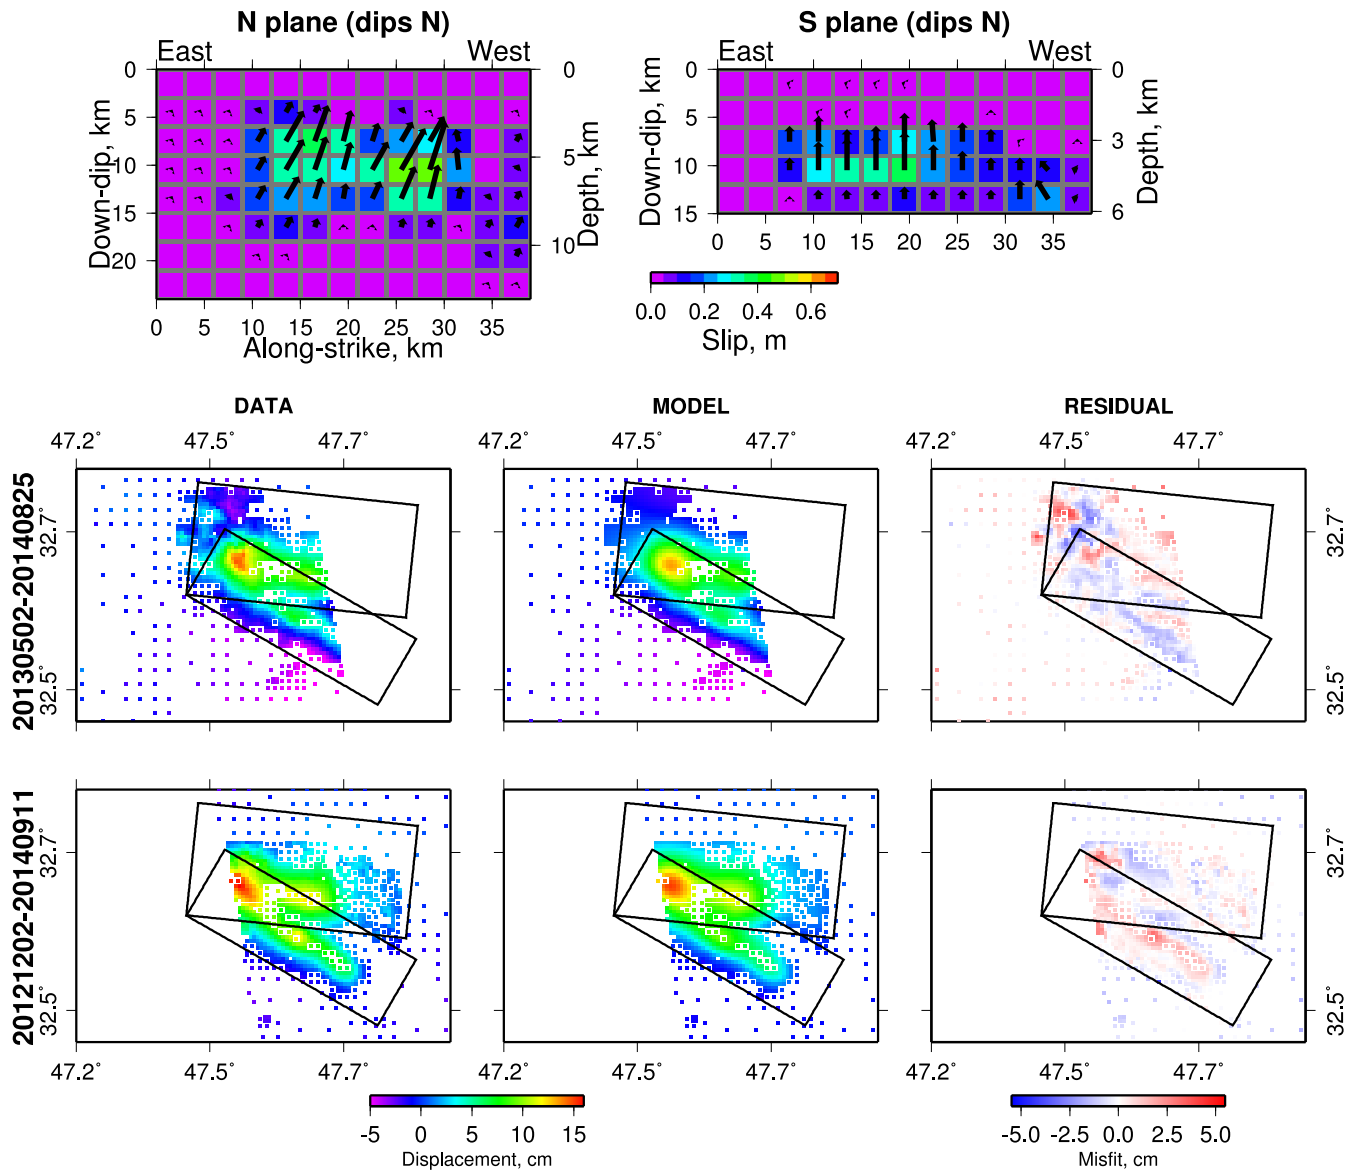 N plane (dips N)
S plane (dips N)
East West
East West
0
5
10
15
20
Down-dip, km
0
5
10
Depth, km
0 5 10 15 20 25 30 35
Along-strike, km
0
5
10
15
Down-dip, km
0
3
6
Depth, km
0 5 10 15 20 25 30 35
0.0 0.2 0.4 0.6
Slip, m
DATA MODEL RESIDUAL
47.2˚ 47.5˚ 47.7˚ 47.2˚ 47.5˚ 47.7˚ 47.2˚ 47.5˚ 47.7˚
20130502-20140825
32.7˚
32.5˚
32.7˚
32.5˚
20121202-20140911
32.7˚
32.5˚
32.7˚
32.5˚
47.2˚ 47.5˚ 47.7˚ 47.2˚ 47.5˚ 47.7˚ 47.2˚ 47.5˚ 47.7˚
-5 0 5 10 15
Displacement, cm
-5.0 -2.5 0.0 2.5 5.0
Misfit, cm